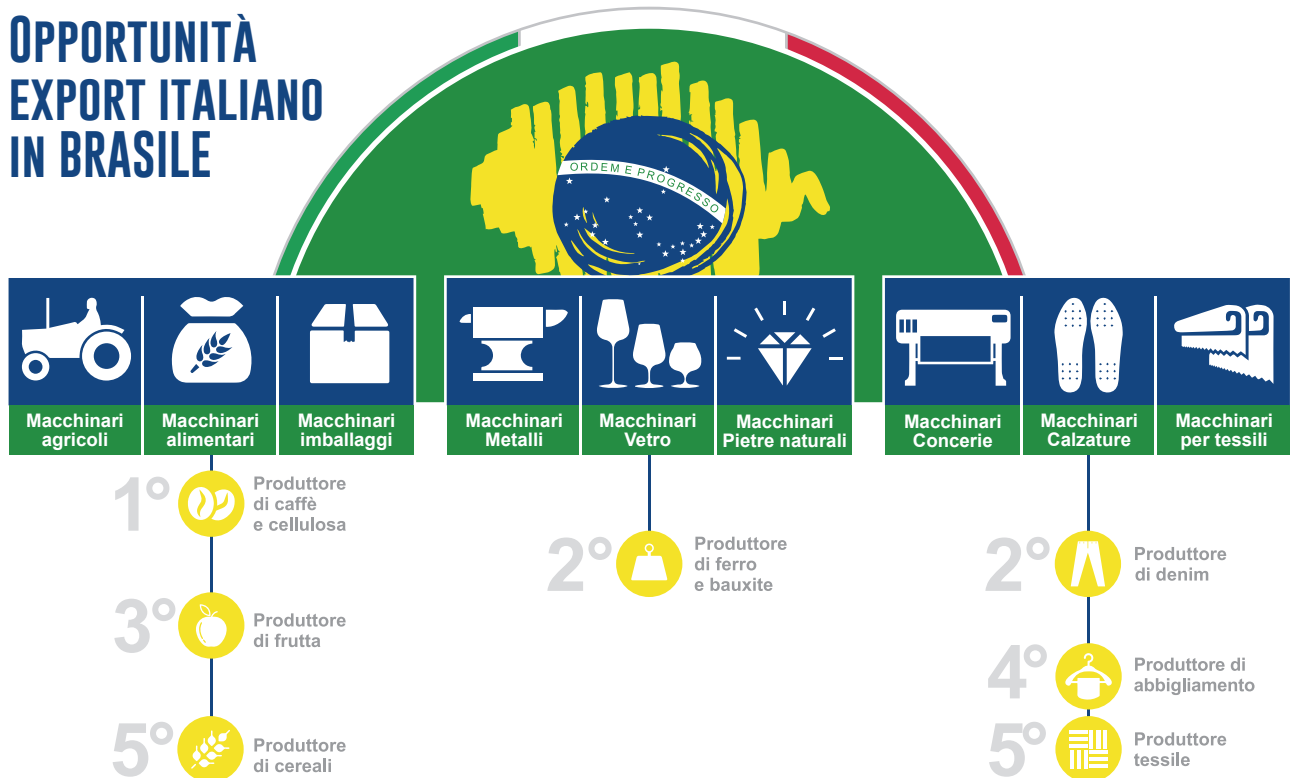 OPPORTUNITÀ
EXPORT ITALIANO
IN BRASILE
ORDEM E PROGRESSO
Macchinari
agricoli
Macchinari
alimentari
Macchinari
imballaggi
Macchinari
Metalli
Macchinari
Vetro
Macchinari
Pietre naturali
Macchinari
Concerie
Macchinari
Calzature
Macchinari
per tessili
1°
Produttore
di caffè
e cellulosa
3°
Produttore
di frutta
5°
Produttore
di cereali
2°
Produttore
di ferro
e bauxite
2°
Produttore
di denim
4°
Produttore di
abbigliamento
5°
Produttore
tessile